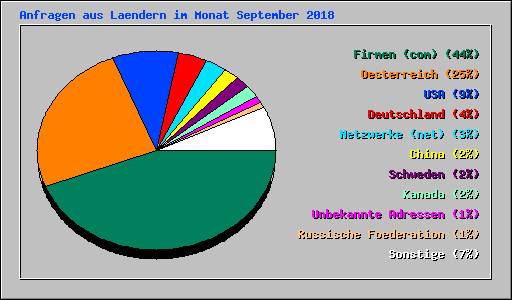 Anfragen aus Laendern im Monat September 2018
Firmen (com) (44%)
Oesterreich (25%)
USA (9%)
Deutschland (4%)
Netzwerke (net) (3%)
China (2%)
Schweden (2%)
Kanada (2%)
Unbekannte Adressen (1%)
Russische Foederation (1%)
Sonstige (7%)